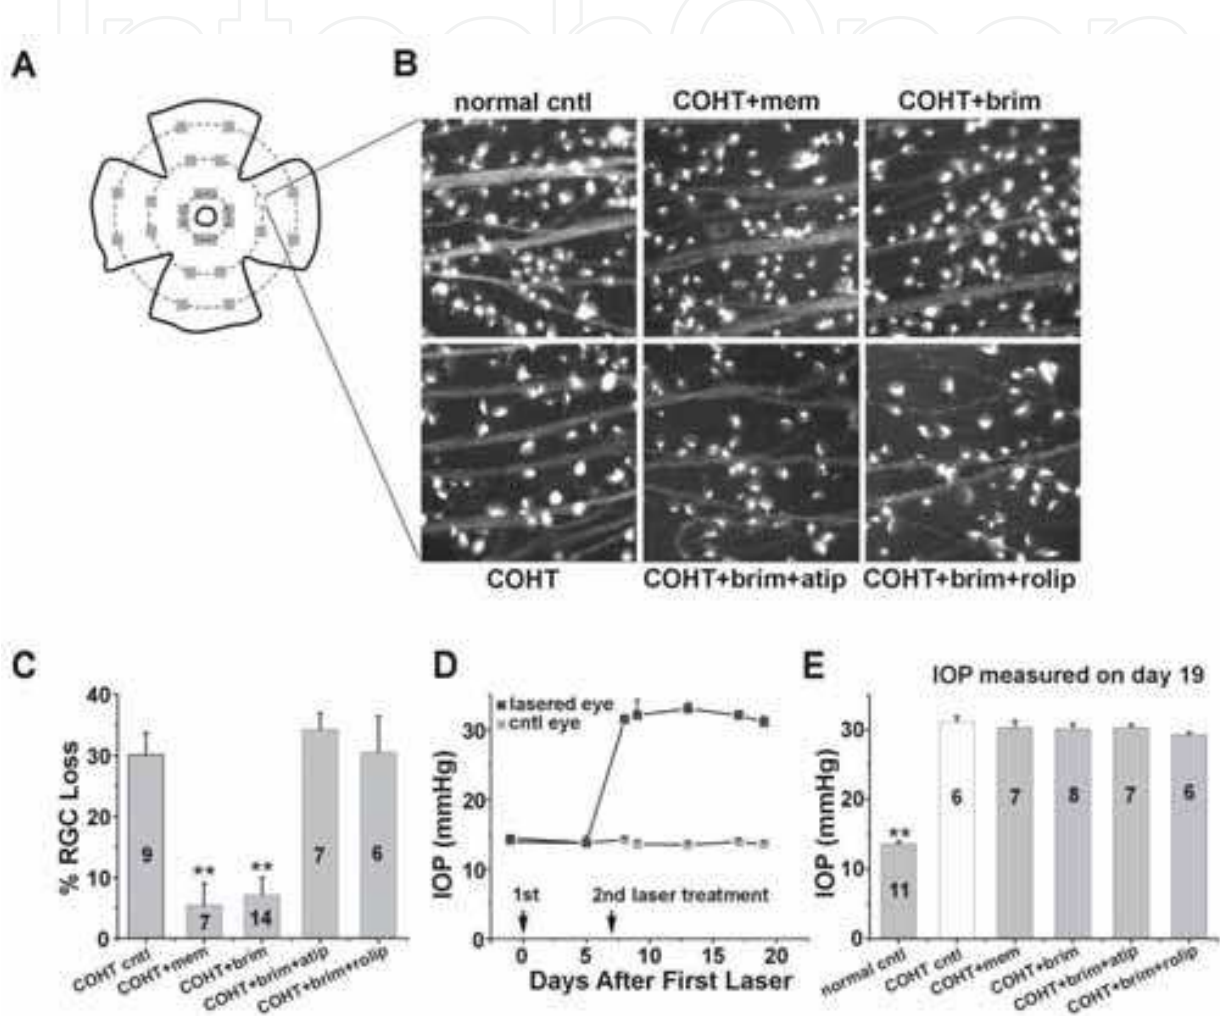 A
B
normal cntl
COHT+mem
COHT+brim
COHT
COHT+brim+atip
COHT+brim+rolip
C
40
30
20
10
0
% RGC Loss
9
**
7
**
14
7
6
COHT cntl
COHT+mem
COHT+brim
COHT+brim+atip
COHT+brim+rolip
D
lasered eye
cntl eye
30
20
10
0
IOP (mmHg)
1st
2nd laser treatment
0
5
10
15
20
Days After First Laser
E
IOP measured on day 19
30
20
10
0
IOP (mmHg)
**
11
6
7
8
7
6
normal cntl
COHT cntl
COHT+mem
COHT+brim
COHT+brim+atip
COHT+brim+rolip